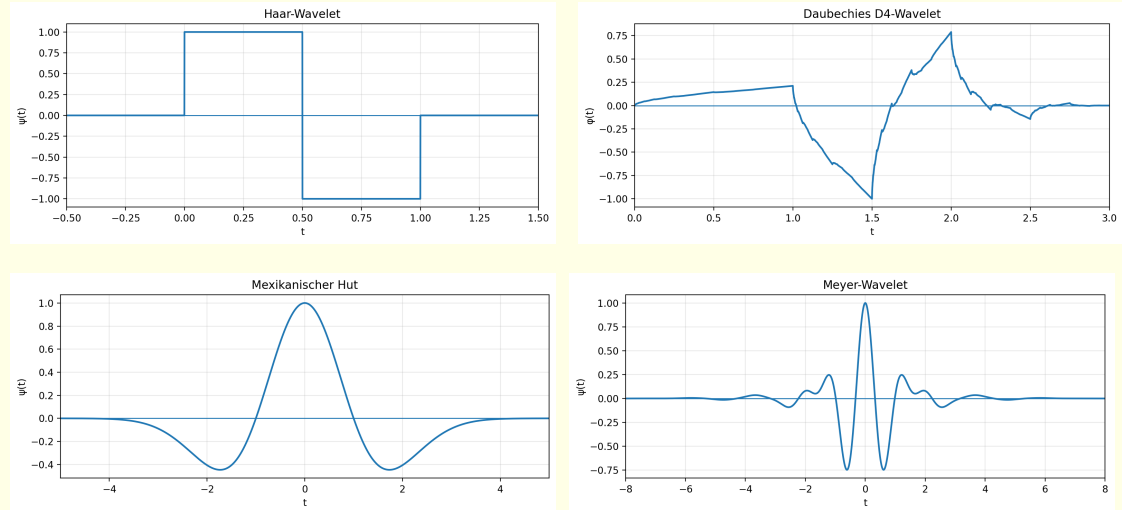 Haar-Wavelet
1.00
0.75
0.50
0.25
0.00
−0.25
−0.50
−0.75
−1.00
ψ(t)
−0.50 −0.25 0.00 0.25 0.50 0.75 1.00 1.25 1.50
t
Daubechies D4-Wavelet
0.75
0.50
0.25
0.00
−0.25
−0.50
−0.75
−1.00
φ(t)
0.0 0.5 1.0 1.5 2.0 2.5 3.0
t
Mexikanischer Hut
1.0
0.8
0.6
0.4
0.2
0.0
−0.2
−0.4
ψ(t)
−4 −2 0 2 4
t
Meyer-Wavelet
1.00
0.75
0.50
0.25
0.00
−0.25
−0.50
−0.75
ψ(t)
−8 −6 −4 −2 0 2 4 6 8
t